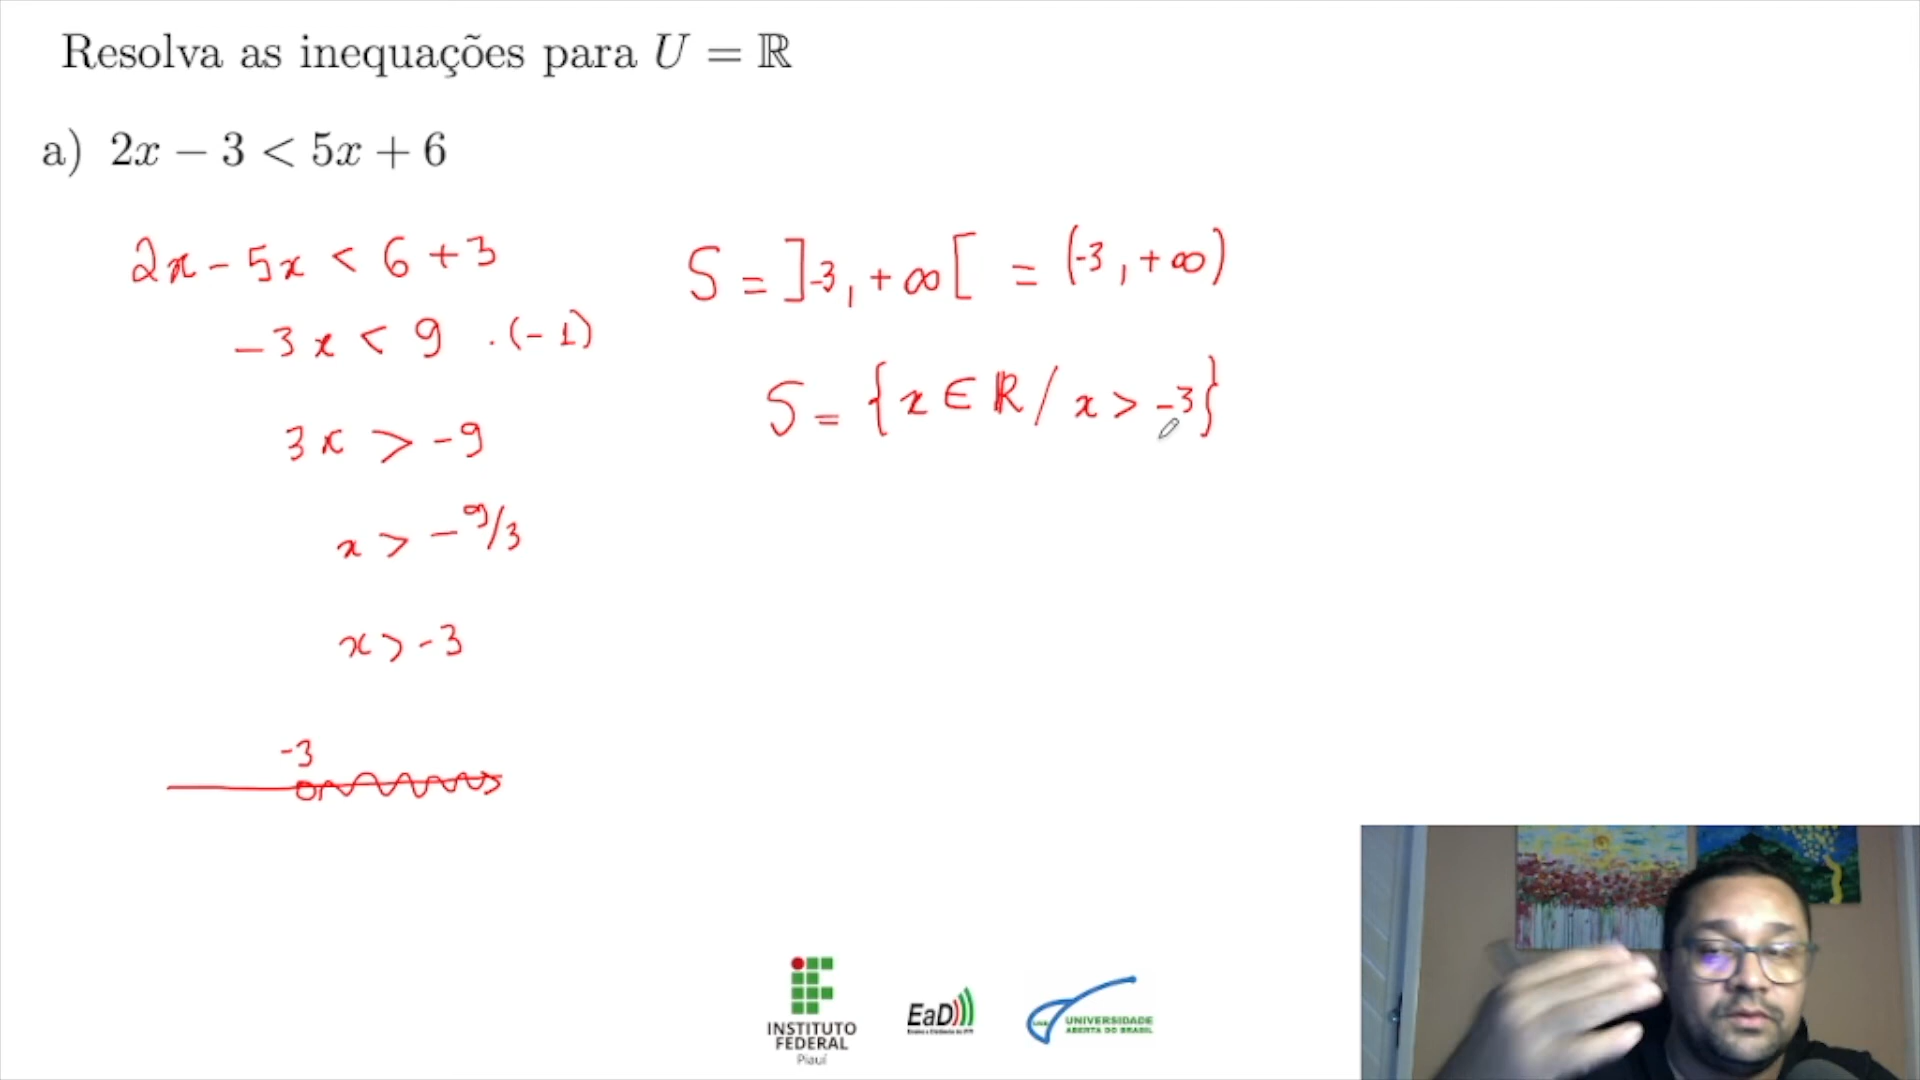 Resolva as inequações para U = ℝ
a) 2x − 3 < 5x + 6
2x - 5x < 6 + 3
-3x < 9 .(-1)
3x > -9
x > -9/3
x > -3
-3
S = ]-3, +∞[ = (-3, +∞)
S = {x ∈ ℝ / x > -3}
INSTITUTO
FEDERAL
Piauí
EaD
UNIVERSIDADE
ABERTA DO BRASIL